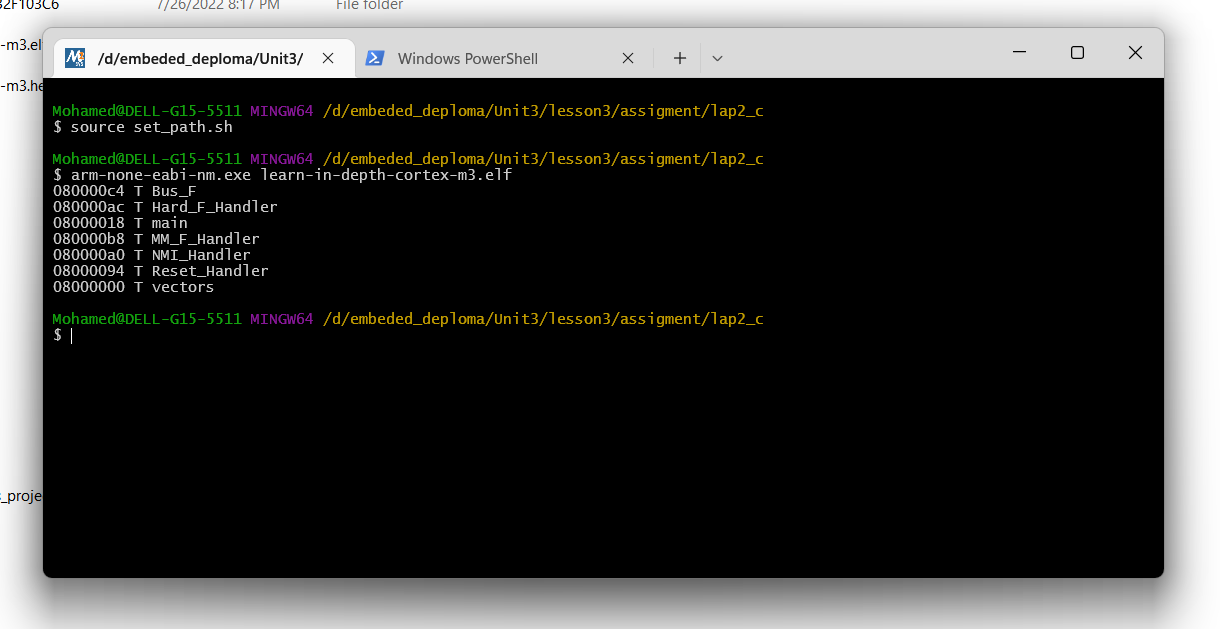 32F103C6 7/26/2022 8:17 PM File folder
-m3.el
-m3.he
s_proje
/d/embeded_deploma/Unit3/ Windows PowerShell
Mohamed@DELL-G15-5511 MINGW64 /d/embeded_deploma/Unit3/lesson3/assigment/lap2_c
$ source set_path.sh
Mohamed@DELL-G15-5511 MINGW64 /d/embeded_deploma/Unit3/lesson3/assigment/lap2_c
$ arm-none-eabi-nm.exe learn-in-depth-cortex-m3.elf
080000c4 T Bus_F
080000ac T Hard_F_Handler
08000018 T main
080000b8 T MM_F_Handler
080000a0 T NMI_Handler
08000094 T Reset_Handler
08000000 T vectors
Mohamed@DELL-G15-5511 MINGW64 /d/embeded_deploma/Unit3/lesson3/assigment/lap2_c
$